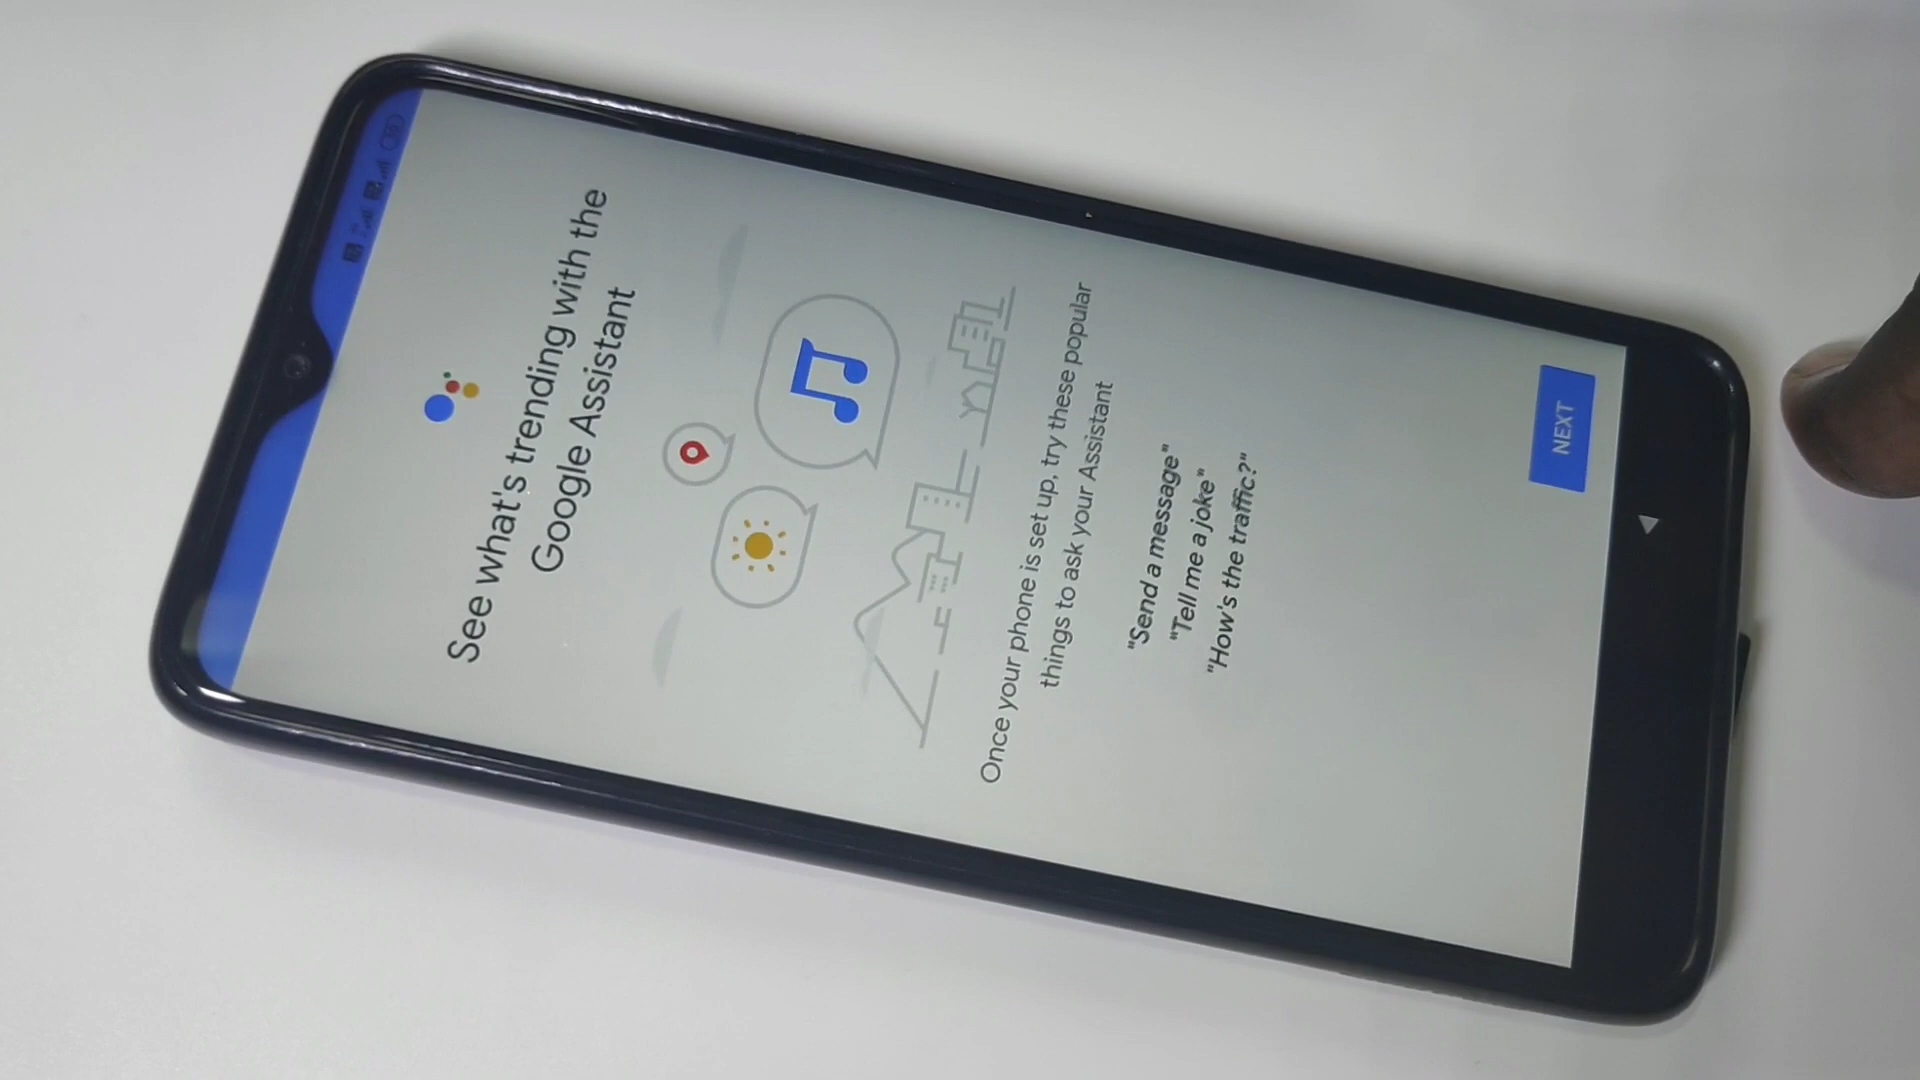 See what's trending with the
Google Assistant
Once your phone is set up, try these popular
things to ask your Assistant
"Send a message"
"Tell me a joke"
"How's the traffic?"
NEXT